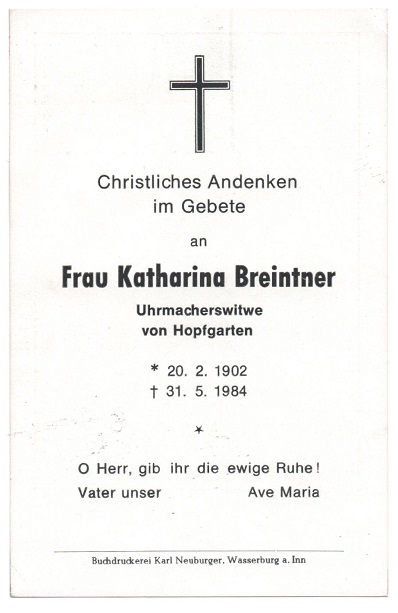 Christliches Andenken
im Gebete
an
Frau Katharina Breintner
Uhrmacherswitwe
von Hopfgarten
* 20. 2. 1902
† 31. 5. 1984
*
O Herr, gib ihr die ewige Ruhe!
Vater unser Ave Maria
Buchdruckerei Karl Neuburger, Wasserburg a. Inn